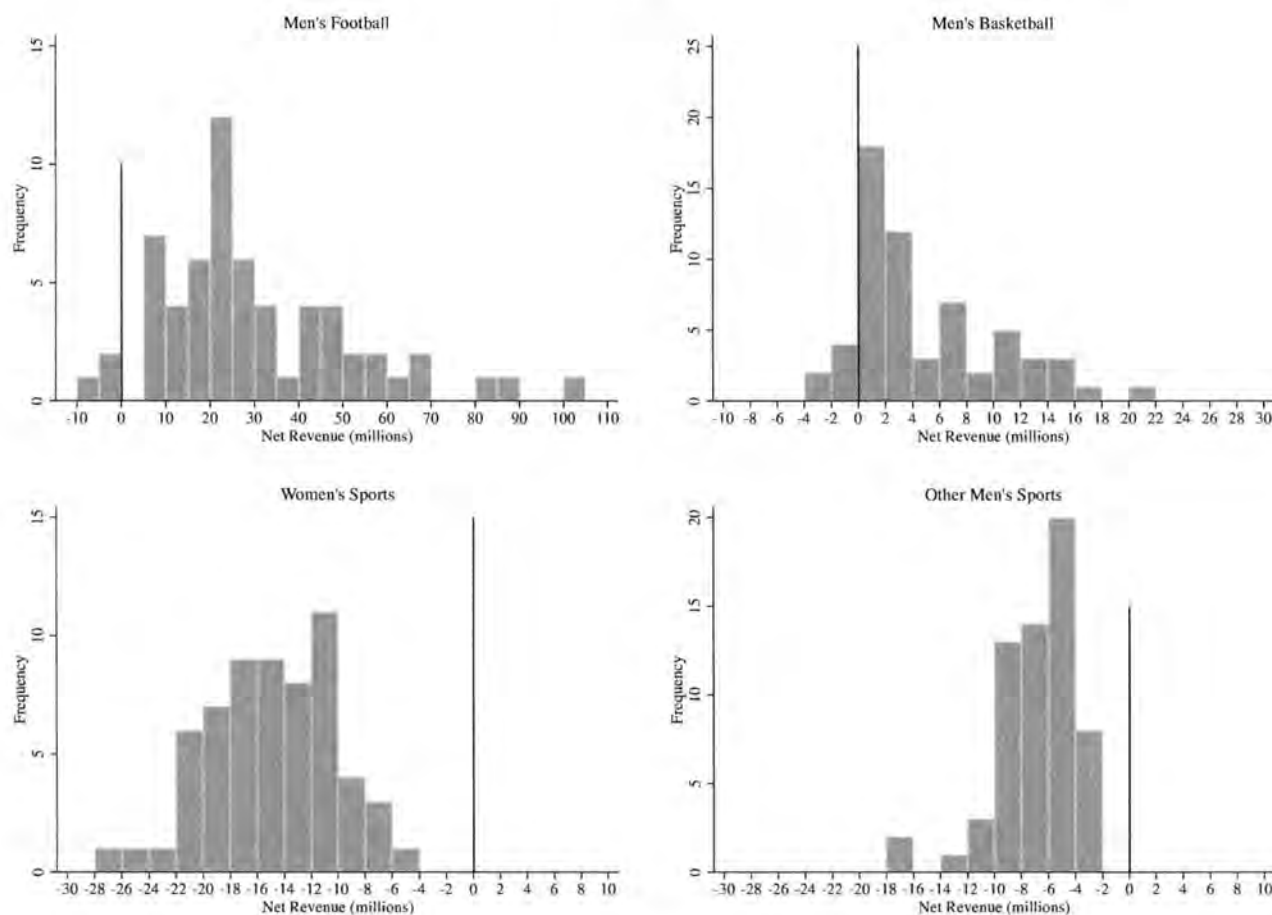 Men's Football
15
10
5
0
Frequency
-10 0 10 20 30 40 50 60 70 80 90 100 110
Net Revenue (millions)
Men's Basketball
25
20
15
10
5
0
Frequency
-10 -8 -6 -4 -2 0 2 4 6 8 10 12 14 16 18 20 22 24 26 28 30
Net Revenue (millions)
Women's Sports
15
10
5
0
Frequency
-30 -28 -26 -24 -22 -20 -18 -16 -14 -12 -10 -8 -6 -4 -2 0 2 4 6 8 10
Net Revenue (millions)
Other Men's Sports
20
15
10
5
0
Frequency
-30 -28 -26 -24 -22 -20 -18 -16 -14 -12 -10 -8 -6 -4 -2 0 2 4 6 8 10
Net Revenue (millions)